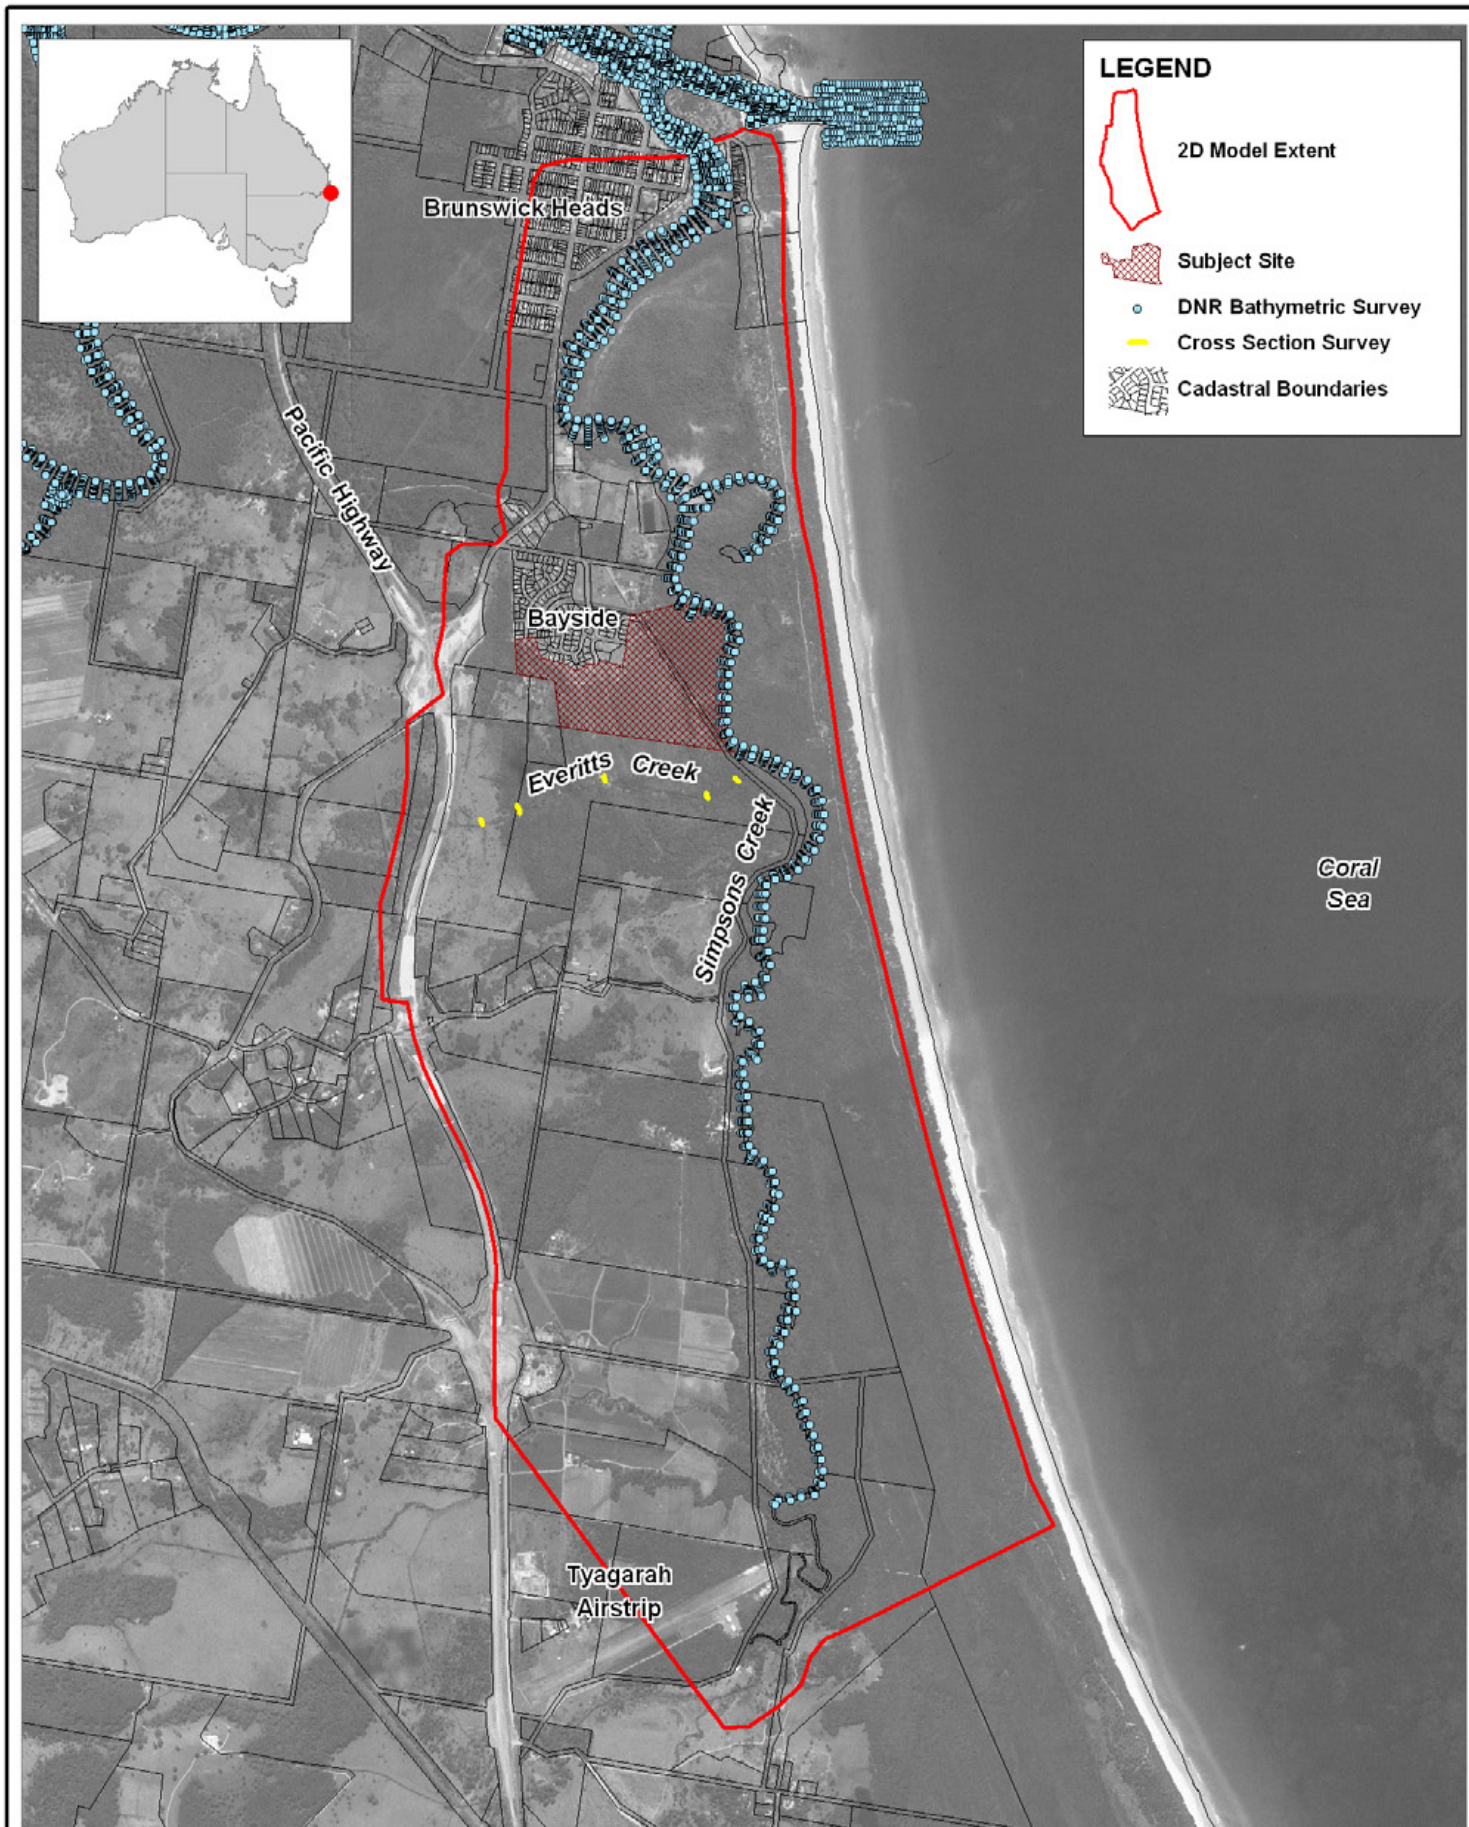 LEGEND
2D Model Extent
Subject Site
DNR Bathymetric Survey
Cross Section Survey
Cadastral Boundaries
Brunswick Heads
Pacific Highway
Bayside
Everitts Creek
Simpsons Creek
Coral
Sea
Tyagarah
Airstrip